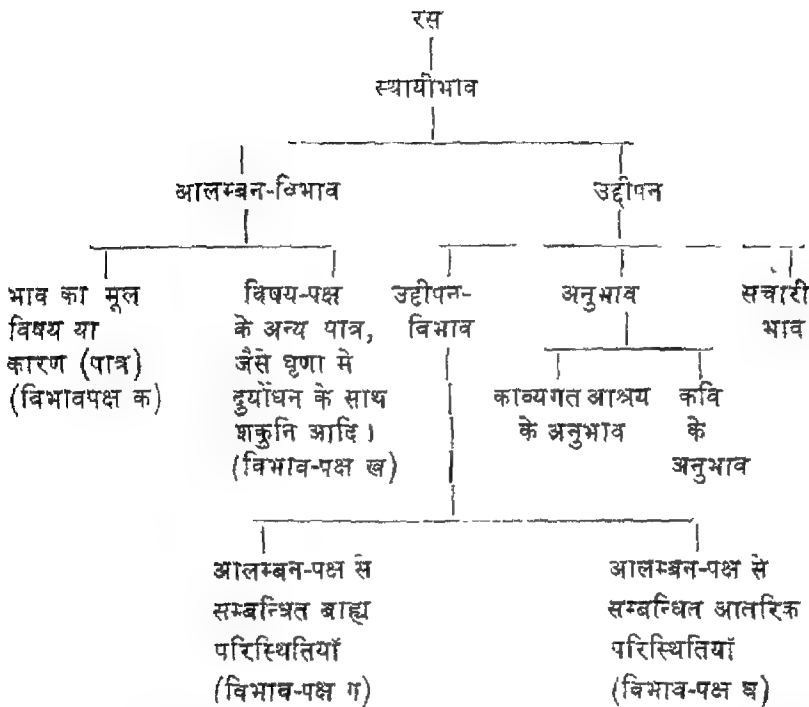 रस
स्थायीभाव
आलम्बन-विभाव
उद्दीपन
भाव का मूल
विषय या
कारण (पात्र)
(विभावपक्ष क)
विषय-पक्ष
के अन्य पात्र,
जैसे घृणा मे
दुर्योधन के साथ
शकुनि आदि।
(विभाव-पक्ष ख)
उद्दीपन-
विभाव
अनुभाव
सचारी
भाव
काव्यगत आश्रय
के अनुभाव
कवि
के
अनुभाव
आलम्बन-पक्ष से
सम्बन्धित बाह्य
परिस्थितियाँ
(विभाव-पक्ष ग)
आलम्बन-पक्ष से
सम्बन्धित आतरिक
परिस्थितियाँ
(विभाव-पक्ष घ)